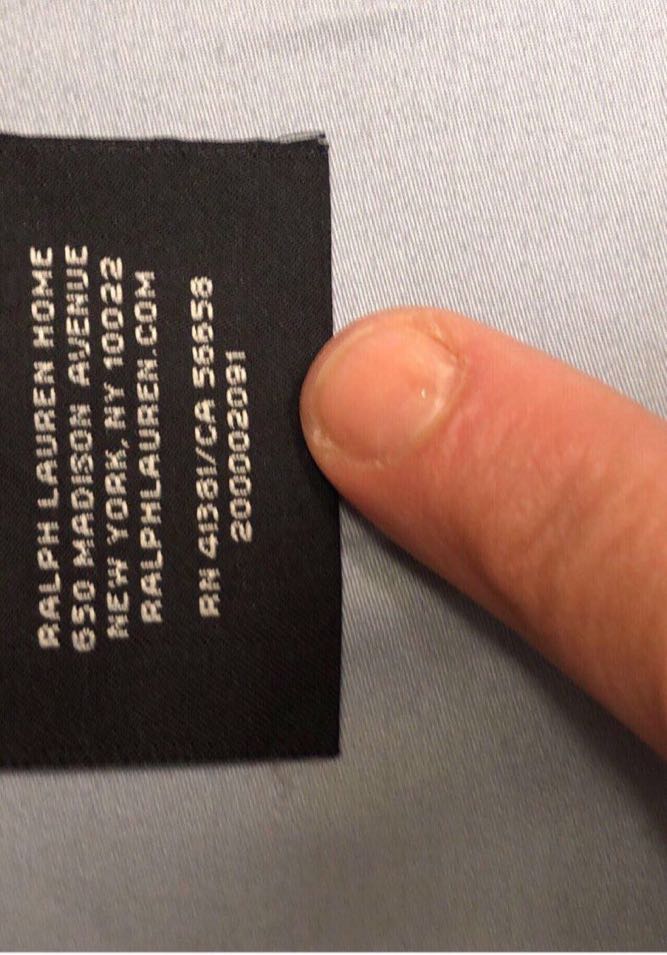 RALPH LAUREN HOME
650 MADISON AVENUE
NEW YORK, NY 10022
RALPHLAUREN.COM
RN 41381/CA 56658
200002091